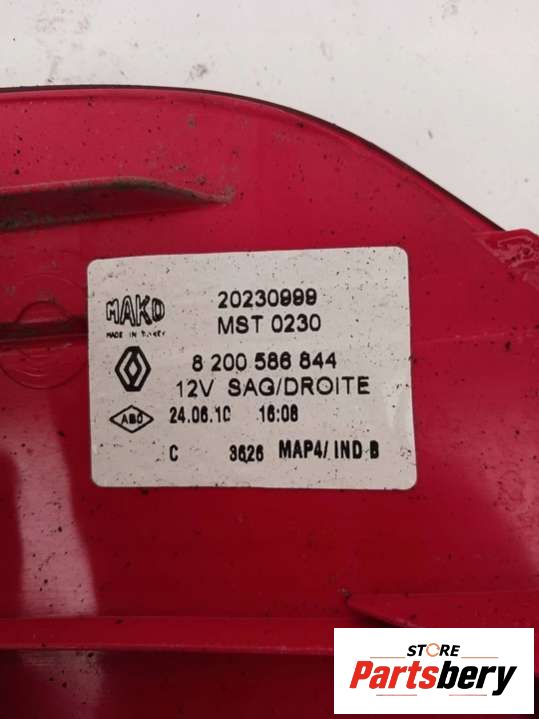 MAKO
MADE IN TURKEY
20230999
MST 0230
8 200 586 844
12V SAG/DROITE
ABO
24.06.10 16:08
C 3626 MAP4/ IND B
STORE
Partsbery